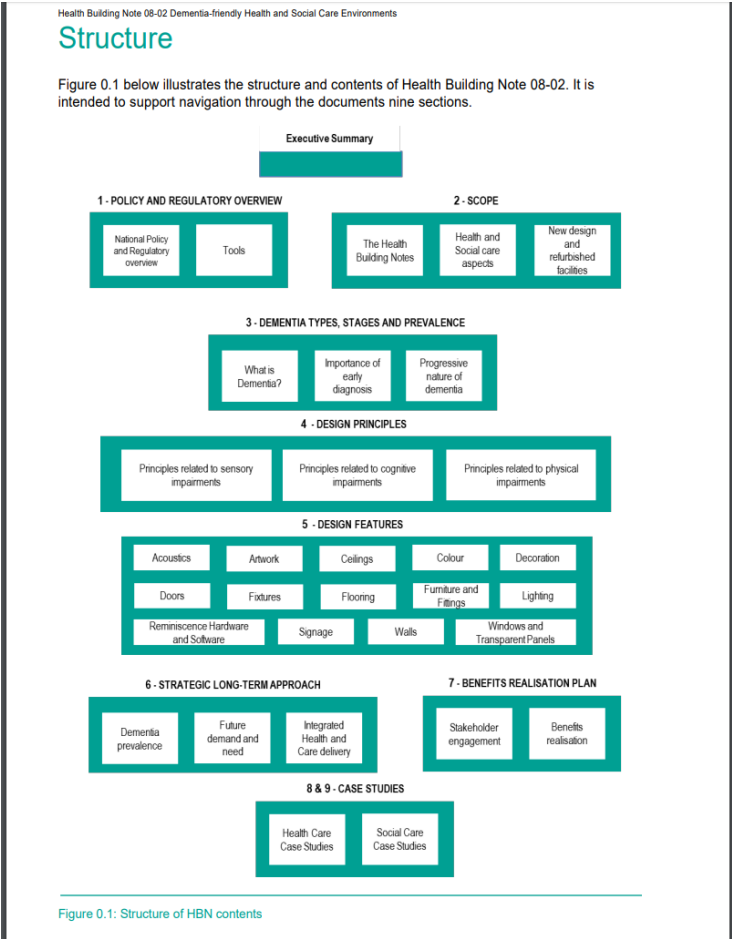 Health Building Note 08-02 Dementia-friendly Health and Social Care Environments
Structure
Figure 0.1 below illustrates the structure and contents of Health Building Note 08-02. It is
intended to support navigation through the documents nine sections.
Executive Summary
1 - POLICY AND REGULATORY OVERVIEW
National Policy
and Regulatory
overview
Tools
2 - SCOPE
The Health
Building Notes
Health and
Social care
aspects
New design
and
refurbished
facilities
3 - DEMENTIA TYPES, STAGES AND PREVALENCE
What is
Dementia?
Importance of
early
diagnosis
Progressive
nature of
dementia
4 - DESIGN PRINCIPLES
Principles related to sensory
impairments
Principles related to cognitive
impairments
Principles related to physical
impairments
5 - DESIGN FEATURES
Acoustics
Artwork
Ceilings
Colour
Decoration
Doors
Fixtures
Flooring
Furniture and
Fittings
Lighting
Reminiscence Hardware
and Software
Signage
Walls
Windows and
Transparent Panels
6 - STRATEGIC LONG-TERM APPROACH
Dementia
prevalence
Future
demand and
need
Integrated
Health and
Care delivery
7 - BENEFITS REALISATION PLAN
Stakeholder
engagement
Benefits
realisation
8 & 9 - CASE STUDIES
Health Care
Case Studies
Social Care
Case Studies
Figure 0.1: Structure of HBN contents